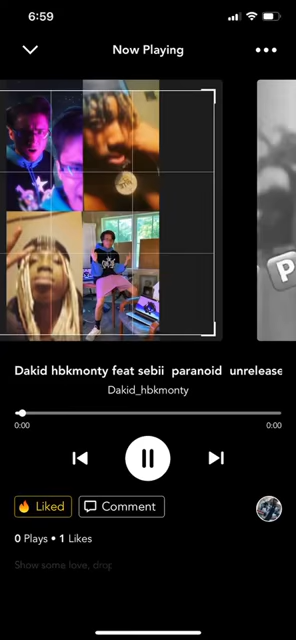 6:59
Now Playing
P
Dakid hbkmonty feat sebii paranoid unrelease
Dakid_hbkmonty
0:00 0:00
Liked Comment
0 Plays • 1 Likes
Show some love, drop